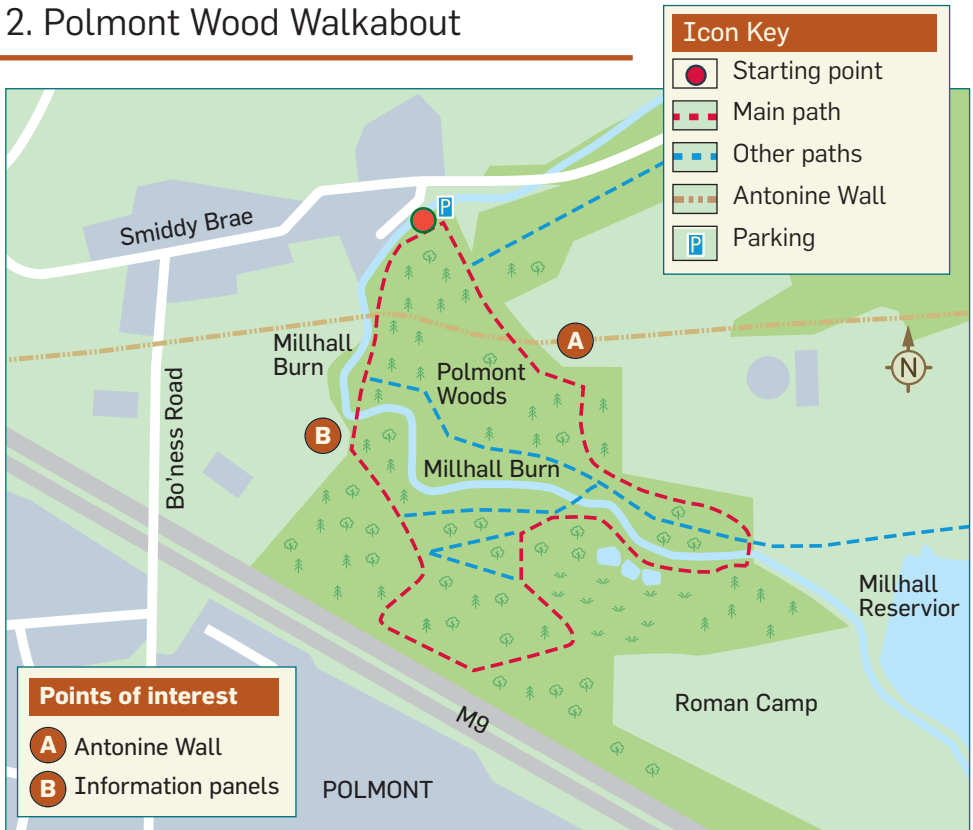 2. Polmont Wood Walkabout
Icon Key
Starting point
Main path
Other paths
Antonine Wall
P Parking
P
Smiddy Brae
Millhall
Burn
A
Polmont
Woods
N
B
Bo'ness Road
Millhall Burn
Millhall
Reservior
Roman Camp
M9
POLMONT
Points of interest
A Antonine Wall
B Information panels